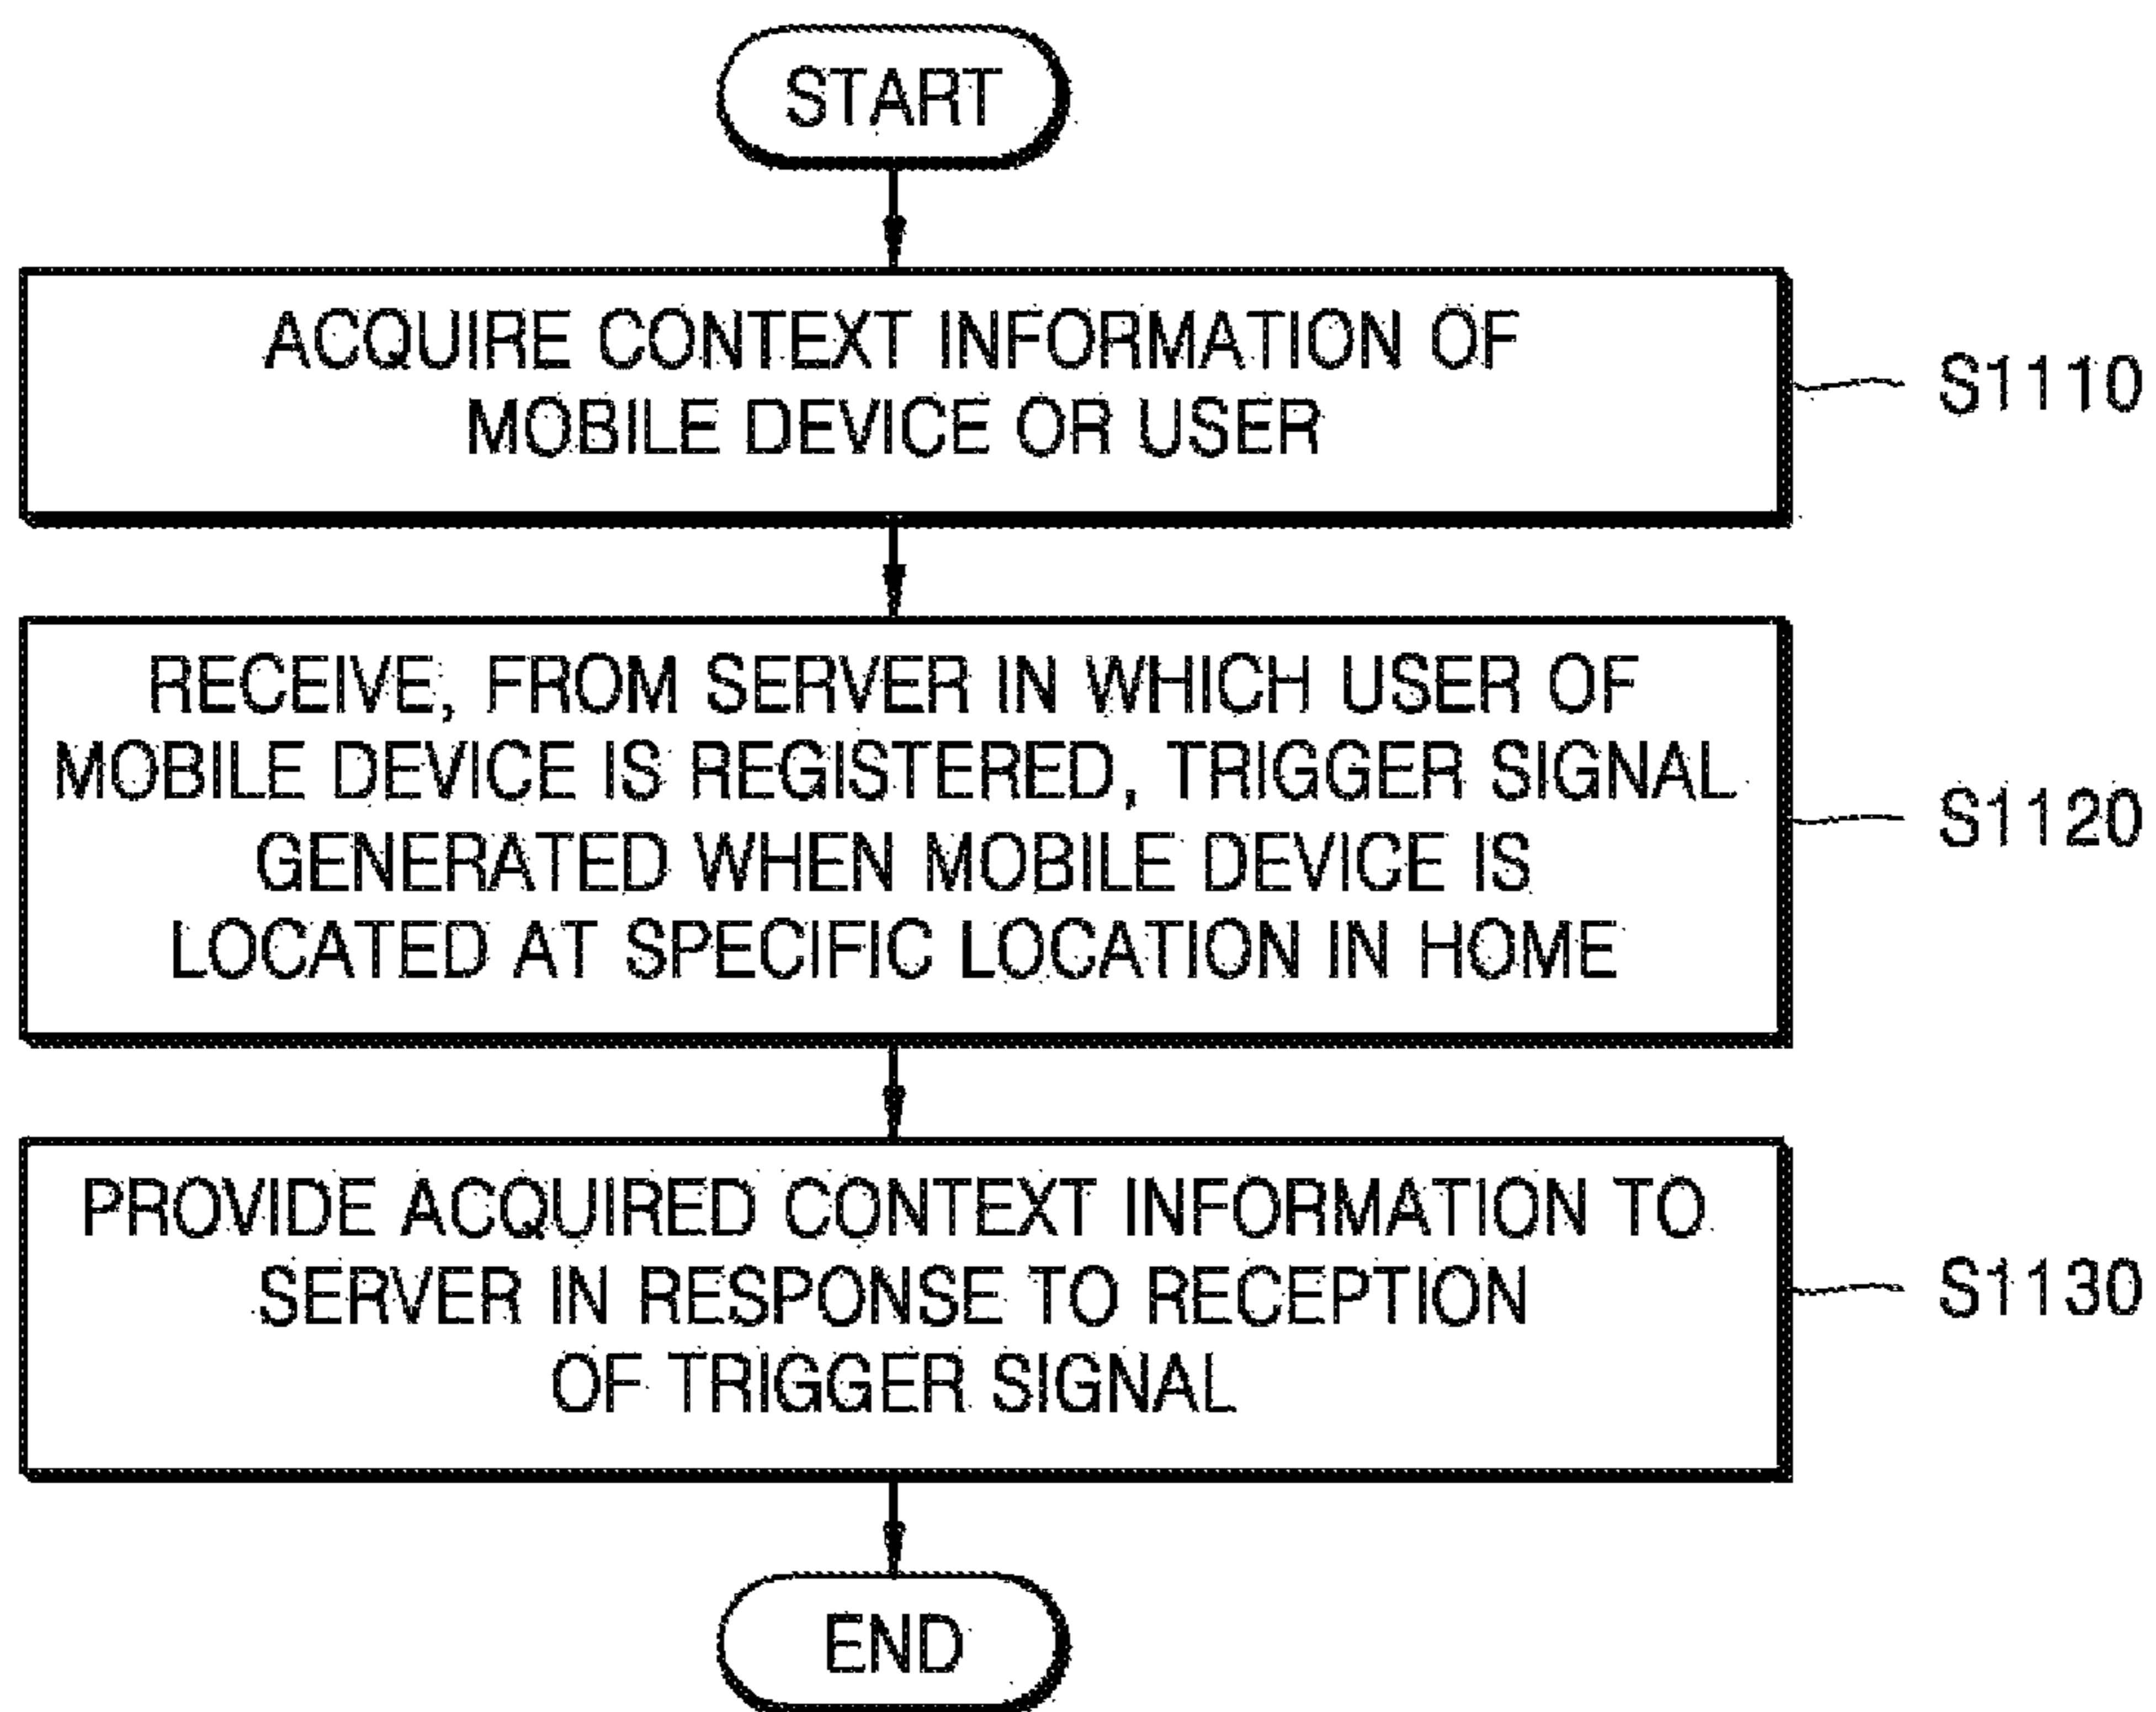 START
ACQUIRE CONTEXT INFORMATION OF
MOBILE DEVICE OR USER
S1110
RECEIVE, FROM SERVER IN WHICH USER OF
MOBILE DEVICE IS REGISTERED, TRIGGER SIGNAL
GENERATED WHEN MOBILE DEVICE IS
LOCATED AT SPECIFIC LOCATION IN HOME
S1120
PROVIDE ACQUIRED CONTEXT INFORMATION TO
SERVER IN RESPONSE TO RECEPTION
OF TRIGGER SIGNAL
S1130
END